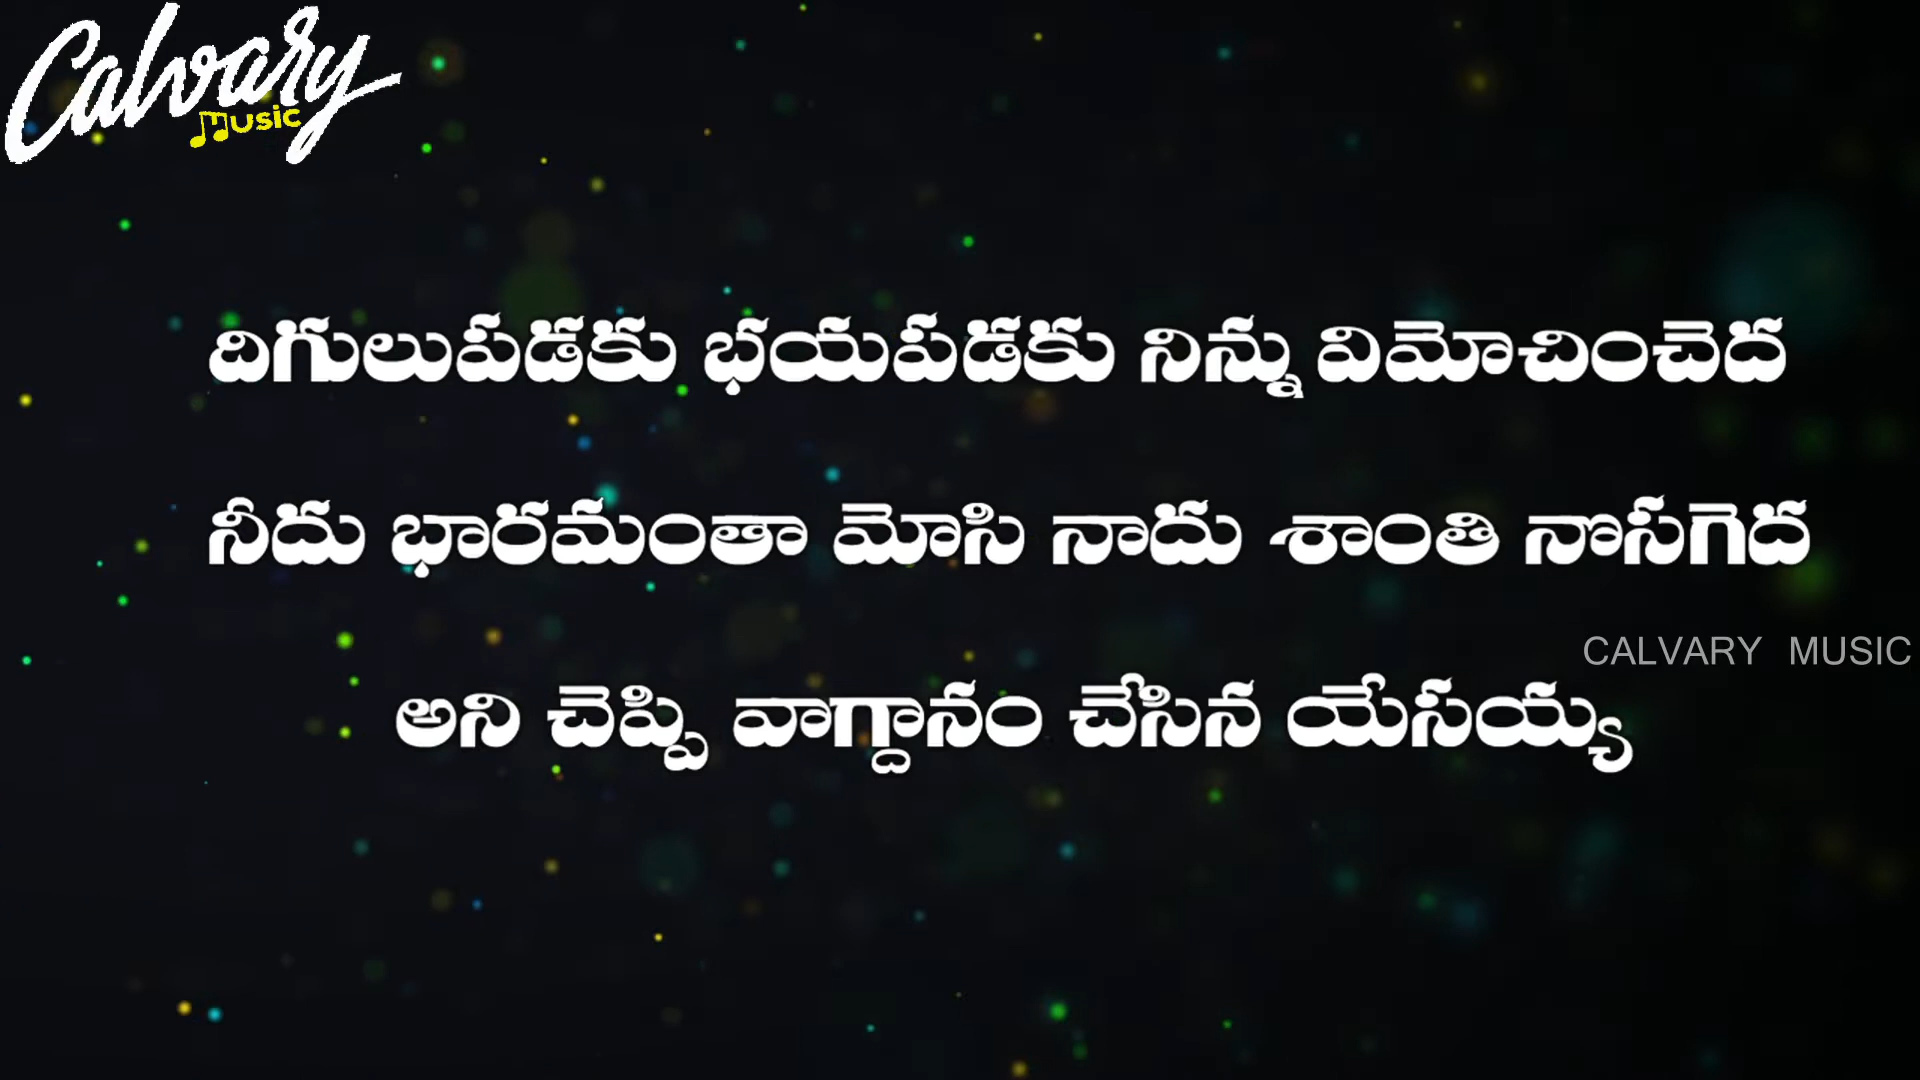 Calvary
Music
దిగులుపడకు భయపడకు నిన్ను విమోచించెద
నీదు భారమంతా మోసి నాదు శాంతి నొసగెద
CALVARY MUSIC
అని చెప్పి వాగ్దానం చేసిన యేసయ్య